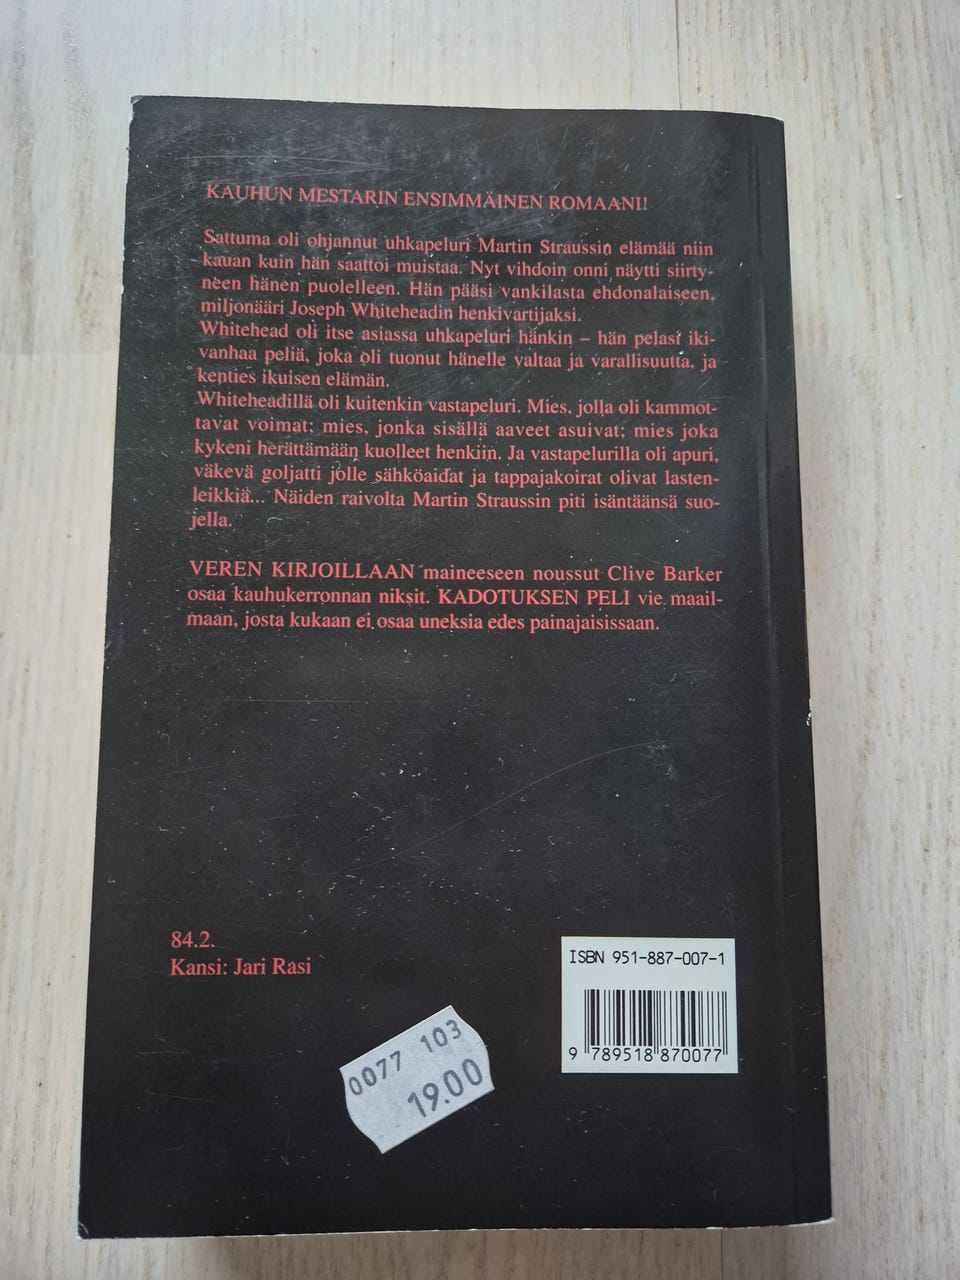 KAUHUN MESTARIN ENSIMMÄINEN ROMAANI!
Sattuma oli ohjannut uhkapeluri Martin Straussin elämää niin
kauan kuin hän saattoi muistaa. Nyt vihdoin onni näytti siirty-
neen hänen puolelleen. Hän pääsi vankilasta ehdonalaiseen,
miljonääri Joseph Whiteheadin henkivartijaksi.
Whitehead oli itse asiassa uhkapeluri hänkin – hän pelasi iki-
vanhaa peliä, joka oli tuonut hänelle valtaa ja varallisuutta, ja
kenties ikuisen elämän.
Whiteheadillä oli kuitenkin vastapeluri. Mies, jolla oli kammot-
tavat voimat; mies, jonka sisällä aaveet asuivat; mies joka
kykeni herättämään kuolleet henkiin. Ja vastapelurilla oli apuri,
väkevä goljatti jolle sähköaidat ja tappajakoirat olivat lasten-
leikkiä... Näiden raivolta Martin Straussin piti isäntäänsä suo-
jella.
VEREN KIRJOILLAAN maineeseen noussut Clive Barker
osaa kauhukerronnan niksit. KADOTUKSEN PELI vie maail-
maan, josta kukaan ei osaa uneksia edes painajaisissaan.
84.2.
Kansi: Jari Rasi
ISBN 951-887-007-1
9 789518 870077
0077 103
19.00